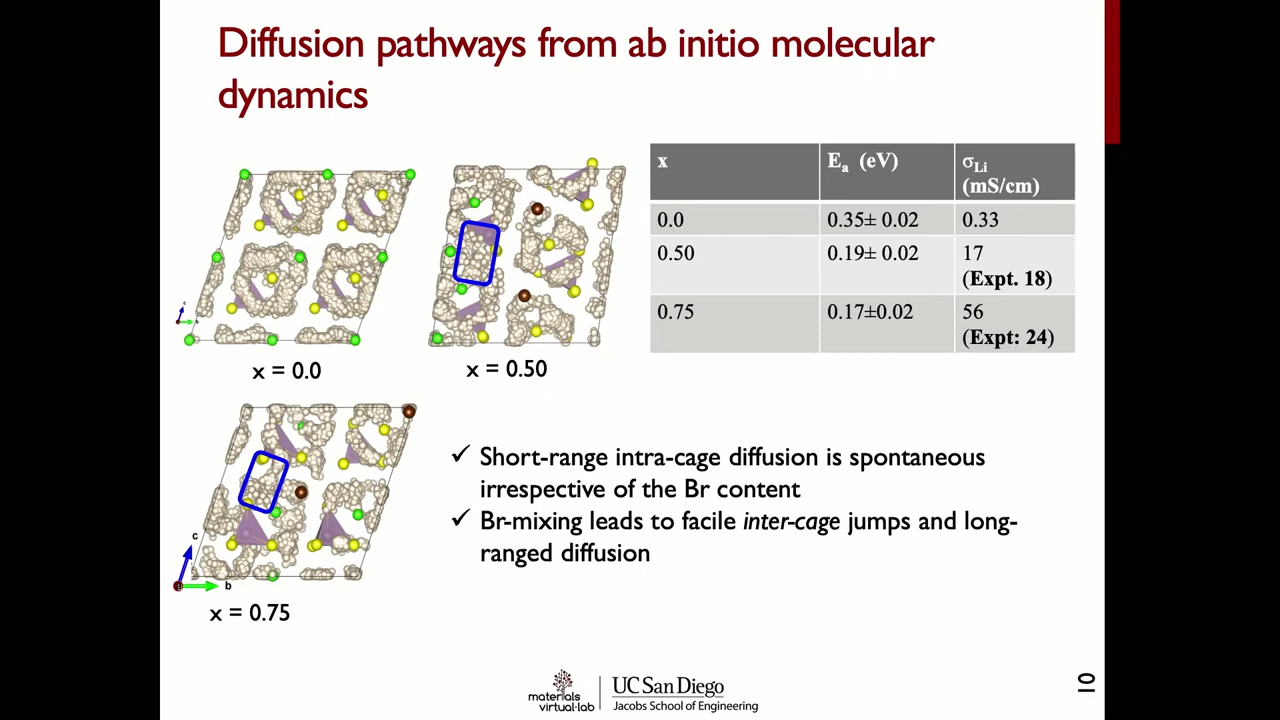 Diffusion pathways from ab initio molecular
dynamics
x Eₐ (eV) σLi
(mS/cm)
0.0 0.35± 0.02 0.33
0.50 0.19± 0.02 17
(Expt. 18)
0.75 0.17±0.02 56
(Expt: 24)
x = 0.0
x = 0.50
c
b
x = 0.75
✓ Short-range intra-cage diffusion is spontaneous
irrespective of the Br content
✓ Br-mixing leads to facile inter-cage jumps and long-
ranged diffusion
materials
virtual·lab
UC San Diego
Jacobs School of Engineering
10